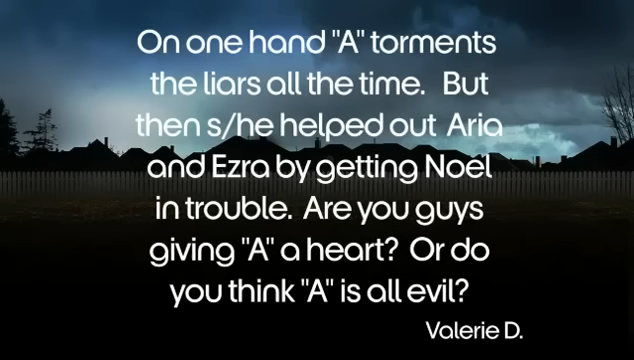 On one hand "A" torments
the liars all the time. But
then s/he helped out Aria
and Ezra by getting Noel
in trouble. Are you guys
giving "A" a heart? Or do
you think "A" is all evil?
Valerie D.